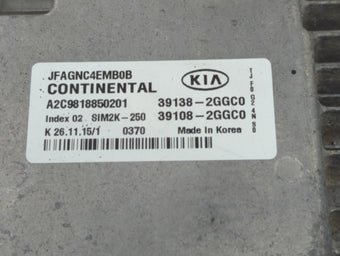 JFAGNC4EMB0B
CONTINENTAL
KIA
A2C9818850201 39138-2GGC0
Index 02 SIM2K-250 39108-2GGC0
K 26.11.15/1 0370 Made in Korea